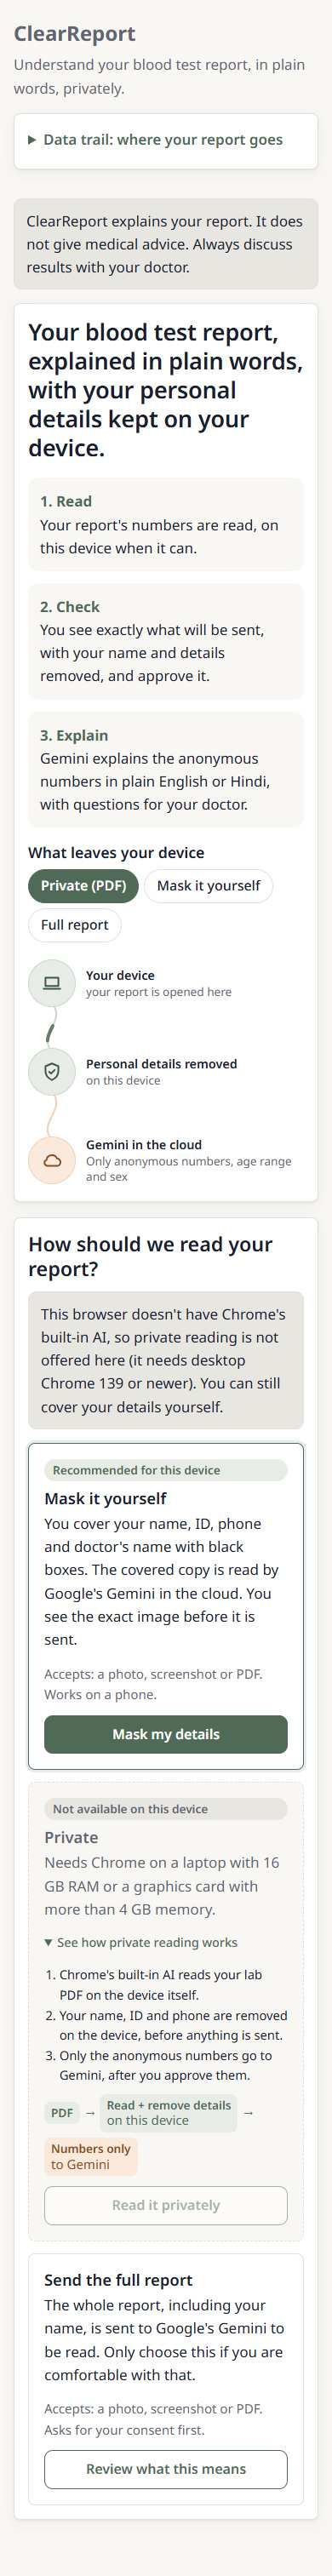 ClearReport
Understand your blood test report, in plain
words, privately.
▶ Data trail: where your report goes
ClearReport explains your report. It does
not give medical advice. Always discuss
results with your doctor.
Your blood test report,
explained in plain words,
with your personal
details kept on your
device.
1. Read
Your report's numbers are read, on
this device when it can.
2. Check
You see exactly what will be sent,
with your name and details
removed, and approve it.
3. Explain
Gemini explains the anonymous
numbers in plain English or Hindi,
with questions for your doctor.
What leaves your device
Private (PDF) Mask it yourself
Full report
Your device
your report is opened here
Personal details removed
on this device
Gemini in the cloud
Only anonymous numbers, age range
and sex
How should we read your
report?
This browser doesn't have Chrome's
built-in AI, so private reading is not
offered here (it needs desktop
Chrome 139 or newer). You can still
cover your details yourself.
Recommended for this device
Mask it yourself
You cover your name, ID, phone
and doctor's name with black
boxes. The covered copy is read by
Google's Gemini in the cloud. You
see the exact image before it is
sent.
Accepts: a photo, screenshot or PDF.
Works on a phone.
Mask my details
Not available on this device
Private
Needs Chrome on a laptop with 16
GB RAM or a graphics card with
more than 4 GB memory.
▼ See how private reading works
1. Chrome's built-in AI reads your lab
PDF on the device itself.
2. Your name, ID and phone are removed
on the device, before anything is sent.
3. Only the anonymous numbers go to
Gemini, after you approve them.
PDF → Read + remove details
on this device →
Numbers only
to Gemini
Read it privately
Send the full report
The whole report, including your
name, is sent to Google's Gemini to
be read. Only choose this if you are
comfortable with that.
Accepts: a photo, screenshot or PDF.
Asks for your consent first.
Review what this means